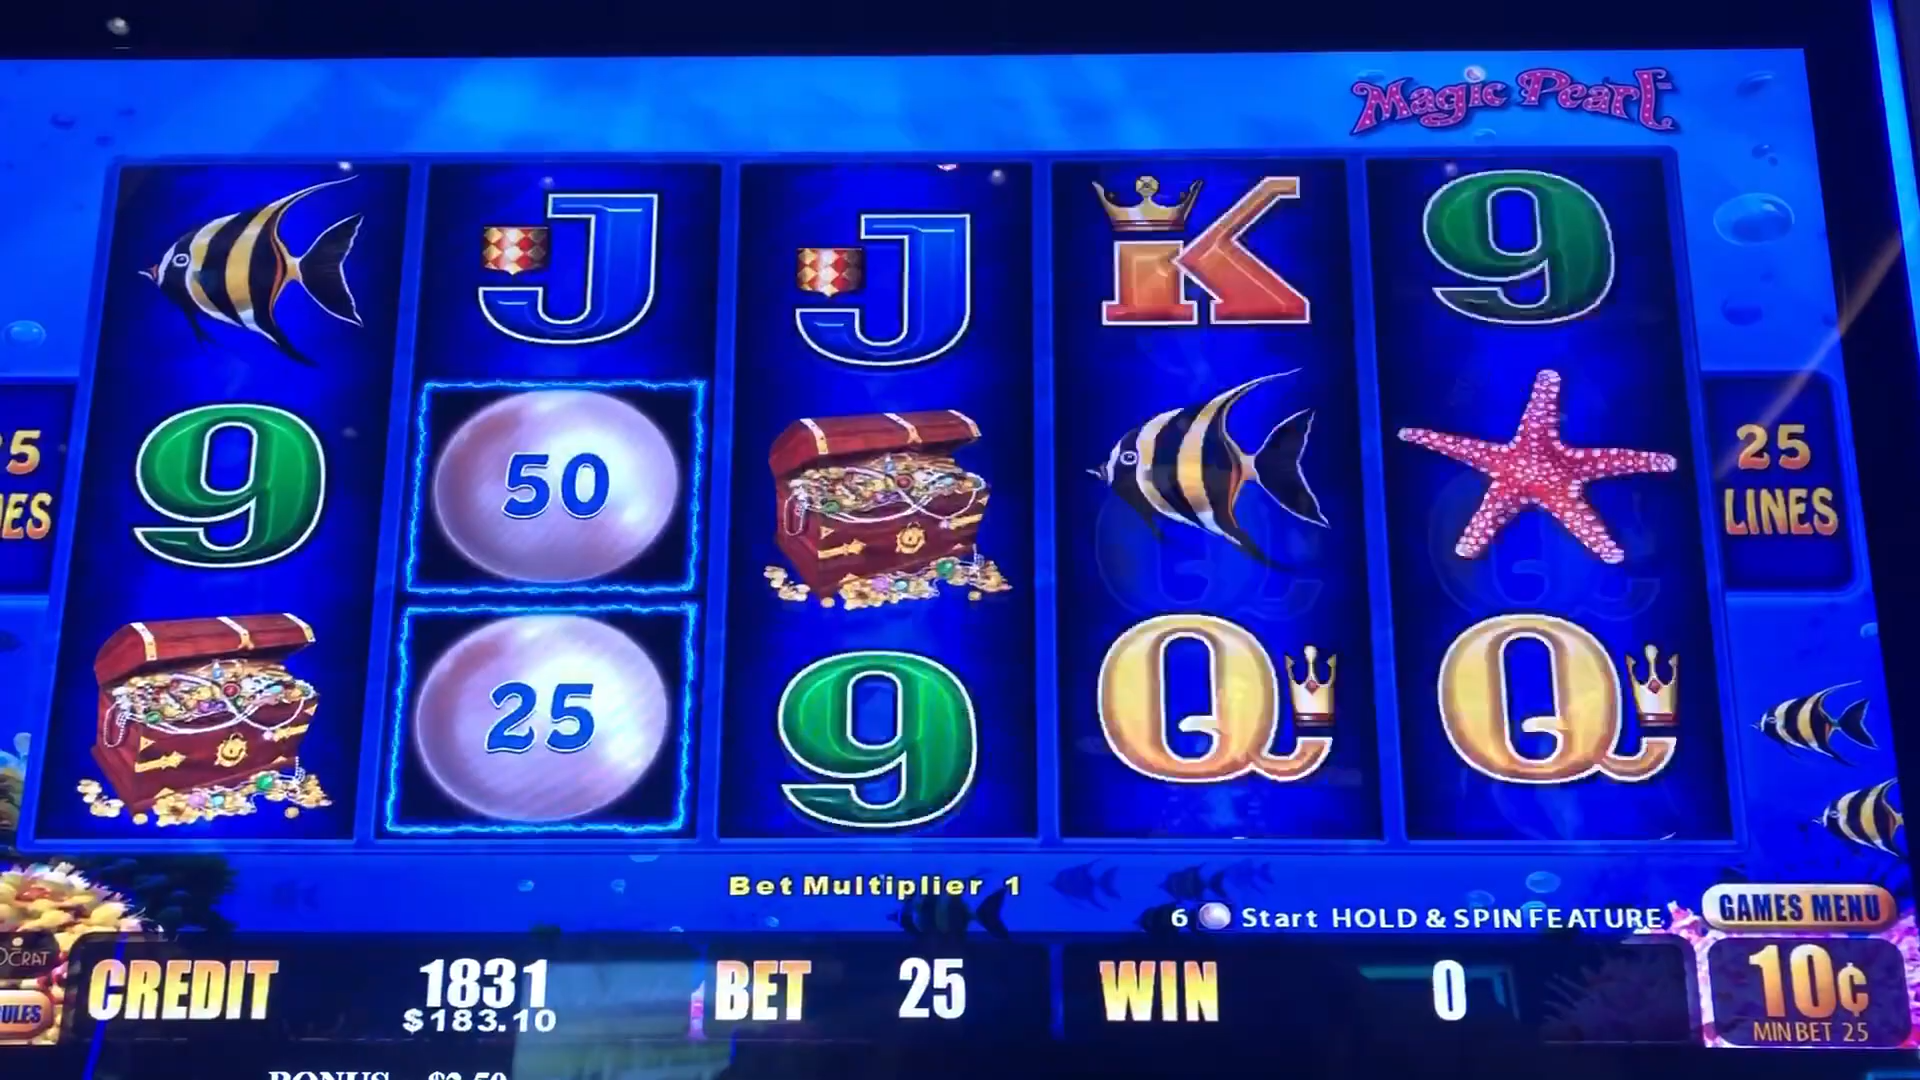 Magic Pearl
J
J
K
9
9
50
25
LINES
25
9
Q
Q
Bet Multiplier 1
6 Start HOLD & SPIN FEATURE
GAMES MENU
CREDIT 1831
$183.10
BET 25
WIN 0
10¢
MIN BET 25